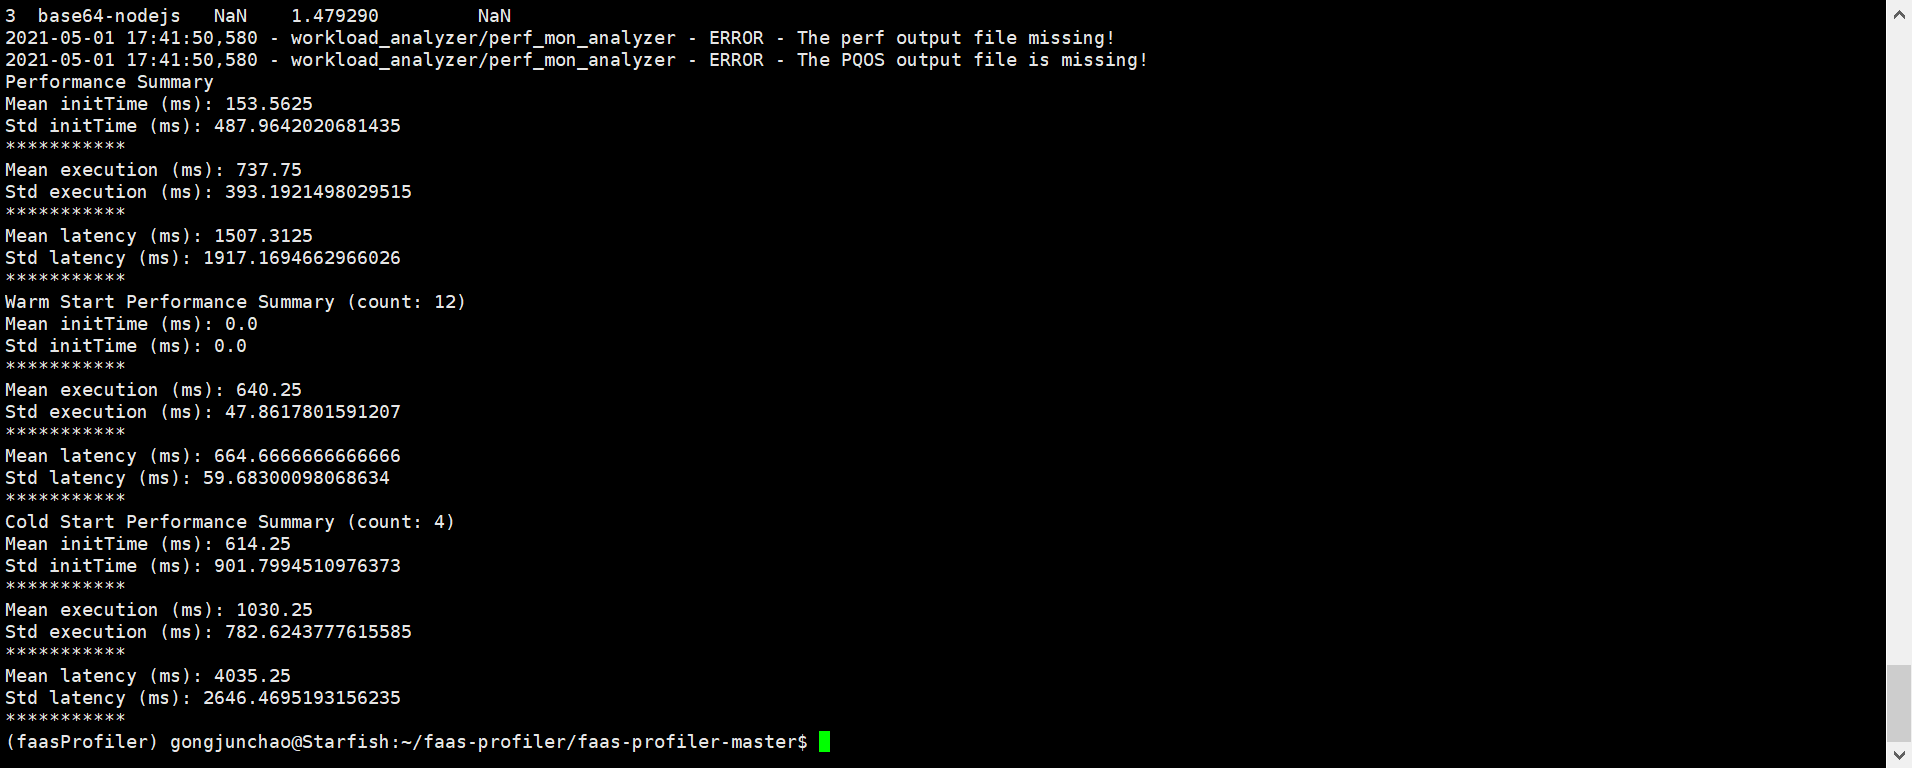 3  base64-nodejs   NaN    1.479290         NaN
2021-05-01 17:41:50,580 - workload_analyzer/perf_mon_analyzer - ERROR - The perf output file missing!
2021-05-01 17:41:50,580 - workload_analyzer/perf_mon_analyzer - ERROR - The PQOS output file is missing!
Performance Summary
Mean initTime (ms): 153.5625
Std initTime (ms): 487.9642020681435
***********
Mean execution (ms): 737.75
Std execution (ms): 393.1921498029515
***********
Mean latency (ms): 1507.3125
Std latency (ms): 1917.1694662966026
***********
Warm Start Performance Summary (count: 12)
Mean initTime (ms): 0.0
Std initTime (ms): 0.0
***********
Mean execution (ms): 640.25
Std execution (ms): 47.8617801591207
***********
Mean latency (ms): 664.6666666666666
Std latency (ms): 59.68300098068634
***********
Cold Start Performance Summary (count: 4)
Mean initTime (ms): 614.25
Std initTime (ms): 901.7994510976373
***********
Mean execution (ms): 1030.25
Std execution (ms): 782.6243777615585
***********
Mean latency (ms): 4035.25
Std latency (ms): 2646.4695193156235
***********
(faasProfiler) gongjunchao@Starfish:~/faas-profiler/faas-profiler-master$